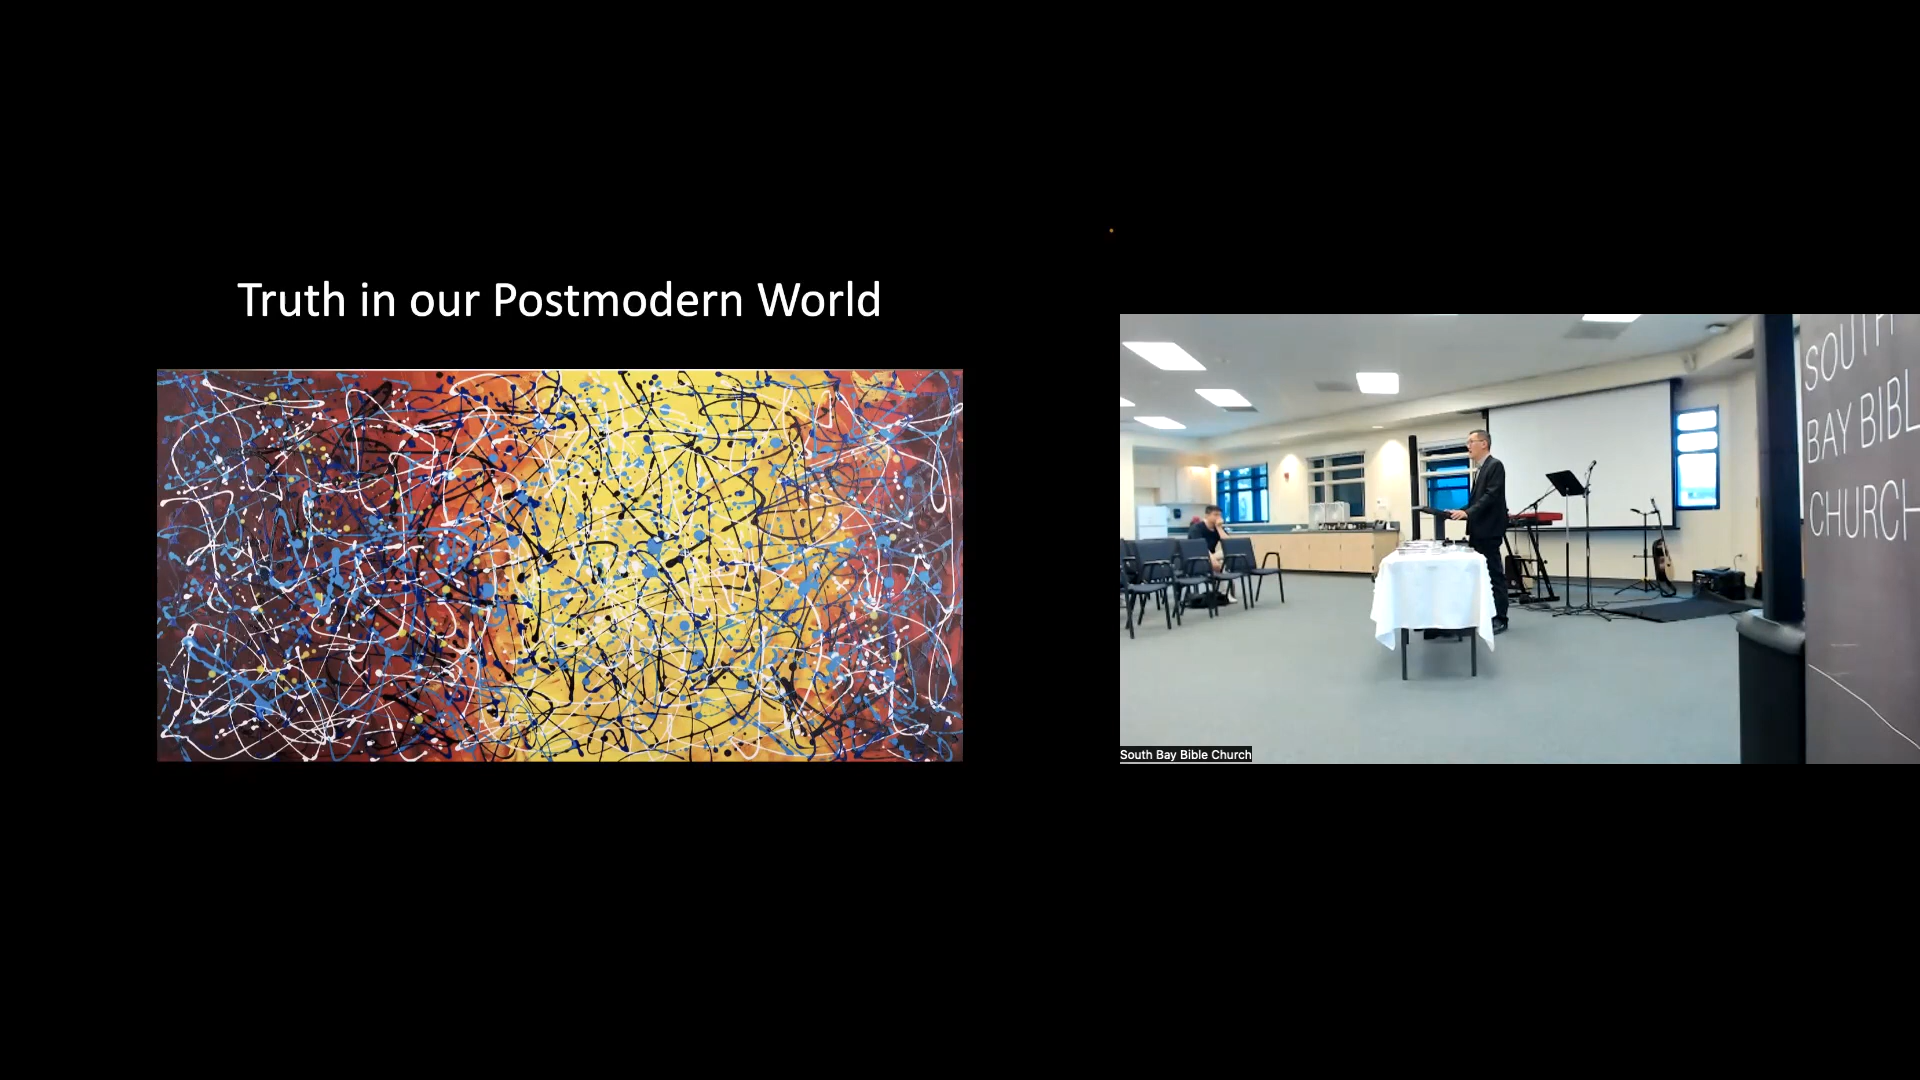 Truth in our Postmodern World
SOUTH
BAY BIBL
CHURCH
South Bay Bible Church